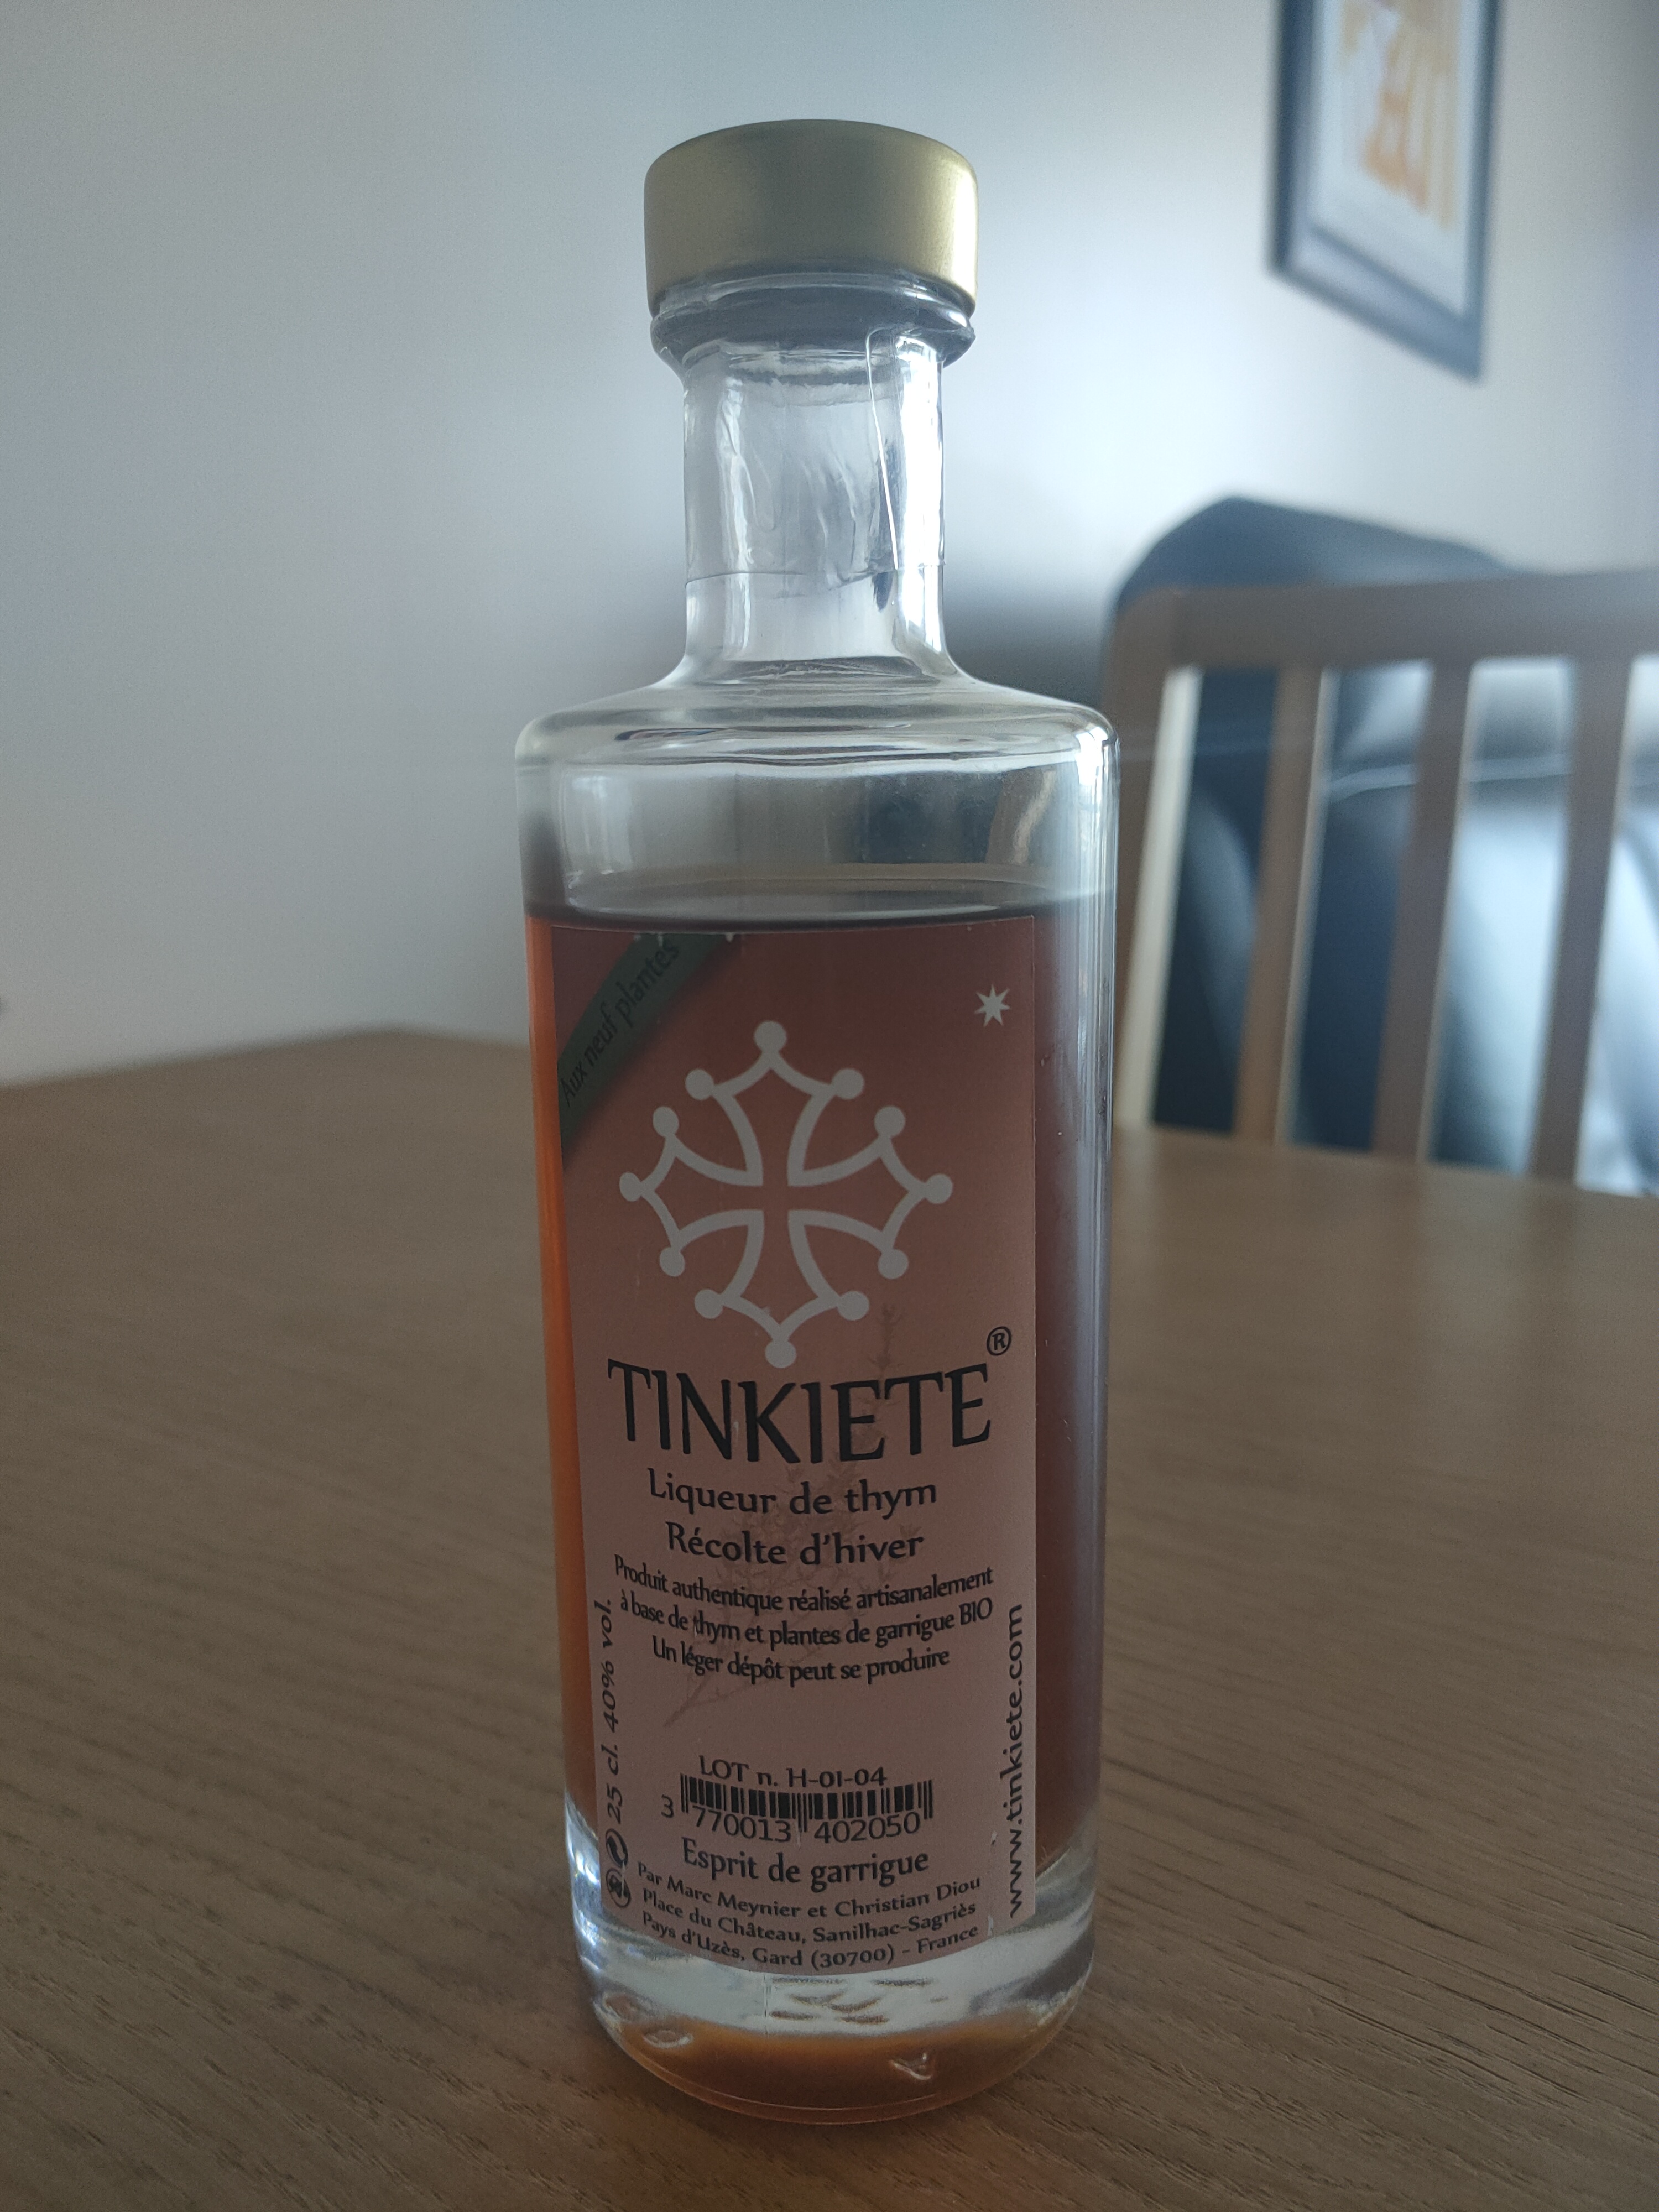 Aux neuf plantes
TINKIETE®
Liqueur de thym
Récolte d'hiver
Produit authentique réalisé artisanalement
à base de thym et plantes de garrigue BIO
Un léger dépôt peut se produire
25 cl. 40% vol.
www.tinkiete.com
LOT n. H-01-04
3 770013 402050
Esprit de garrigue
Par Marc Meynier et Christian Diou
Place du Château, Sanilhac-Sagriès
Pays d'Uzès, Gard (30700) - France